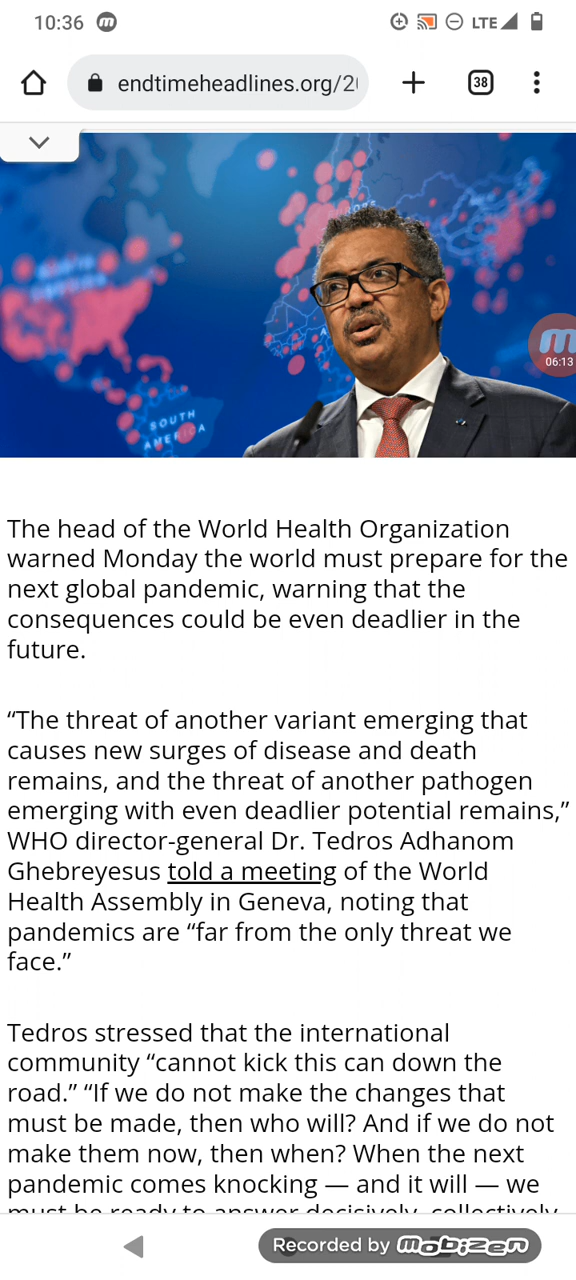 10:36 m LTE
endtimeheadlines.org/2 38
SOUTH
AMERICA
m
06:13
The head of the World Health Organization
warned Monday the world must prepare for the
next global pandemic, warning that the
consequences could be even deadlier in the
future.
“The threat of another variant emerging that
causes new surges of disease and death
remains, and the threat of another pathogen
emerging with even deadlier potential remains,”
WHO director-general Dr. Tedros Adhanom
Ghebreyesus told a meeting of the World
Health Assembly in Geneva, noting that
pandemics are “far from the only threat we
face.”
Tedros stressed that the international
community “cannot kick this can down the
road.” “If we do not make the changes that
must be made, then who will? And if we do not
make them now, then when? When the next
pandemic comes knocking — and it will — we
must be ready to answer decisively, collectively,
Recorded by mobizen